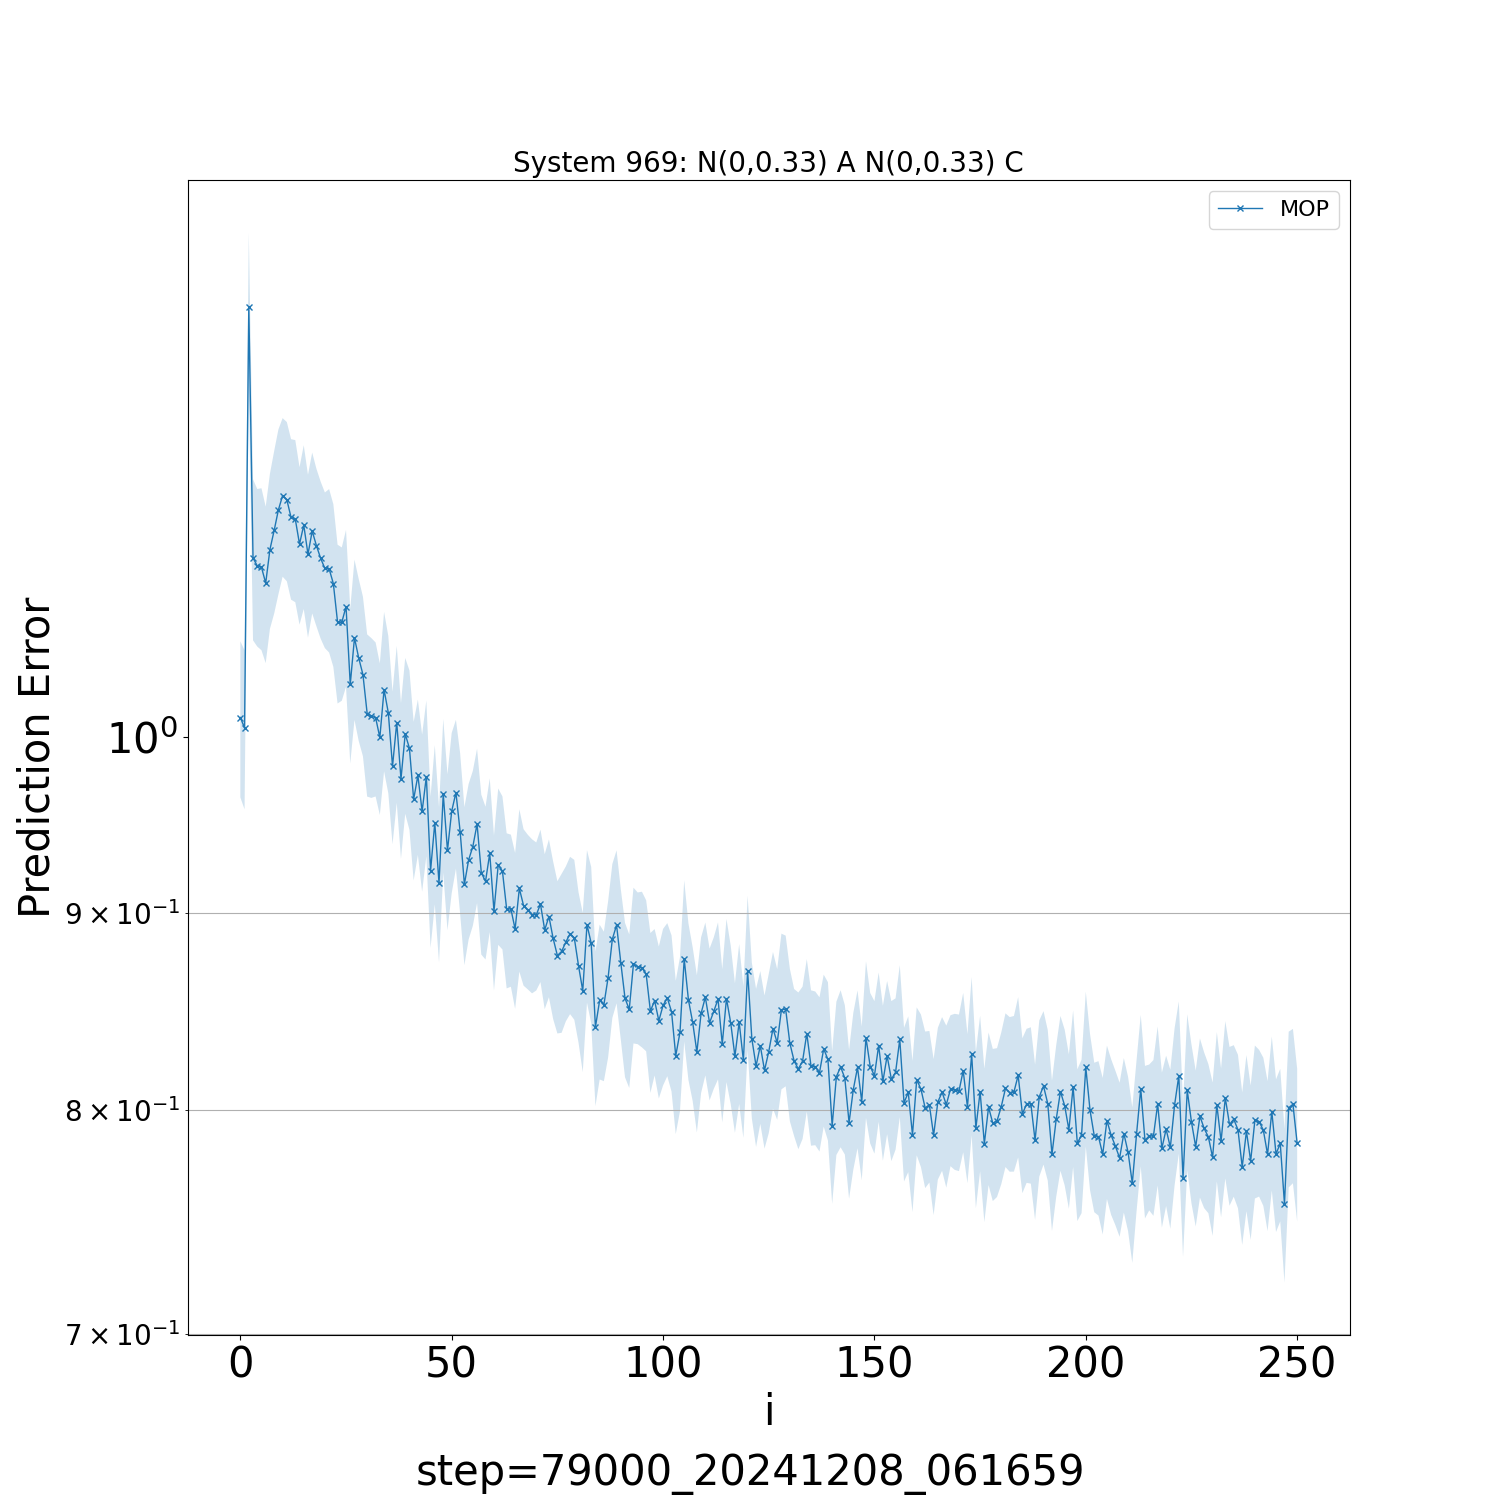 System 969: N(0,0.33) A N(0,0.33) C
MOP
Prediction Error
10⁰
9 × 10⁻¹
8 × 10⁻¹
7 × 10⁻¹
0 50 100 150 200 250
i
step=79000_20241208_061659